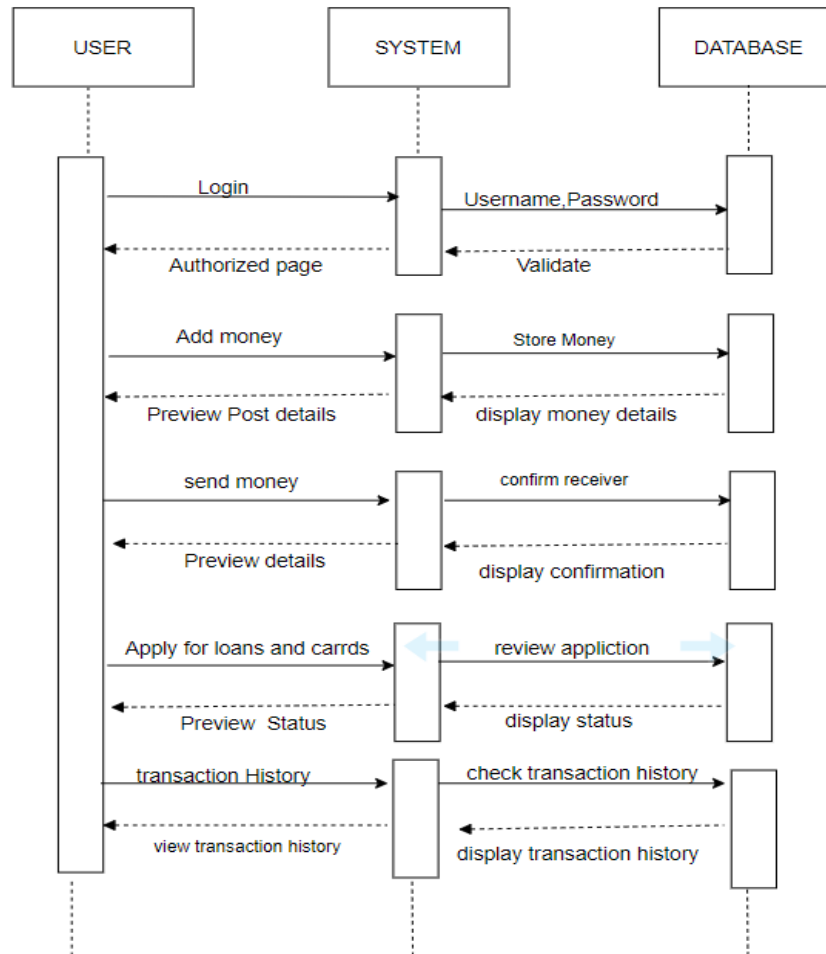 USER
SYSTEM
DATABASE
Login
Username,Password
Authorized page
Validate
Add money
Store Money
Preview Post details
display money details
send money
confirm receiver
Preview details
display confirmation
Apply for loans and carrds
review appliction
Preview Status
display status
transaction History
check transaction history
view transaction history
display transaction history